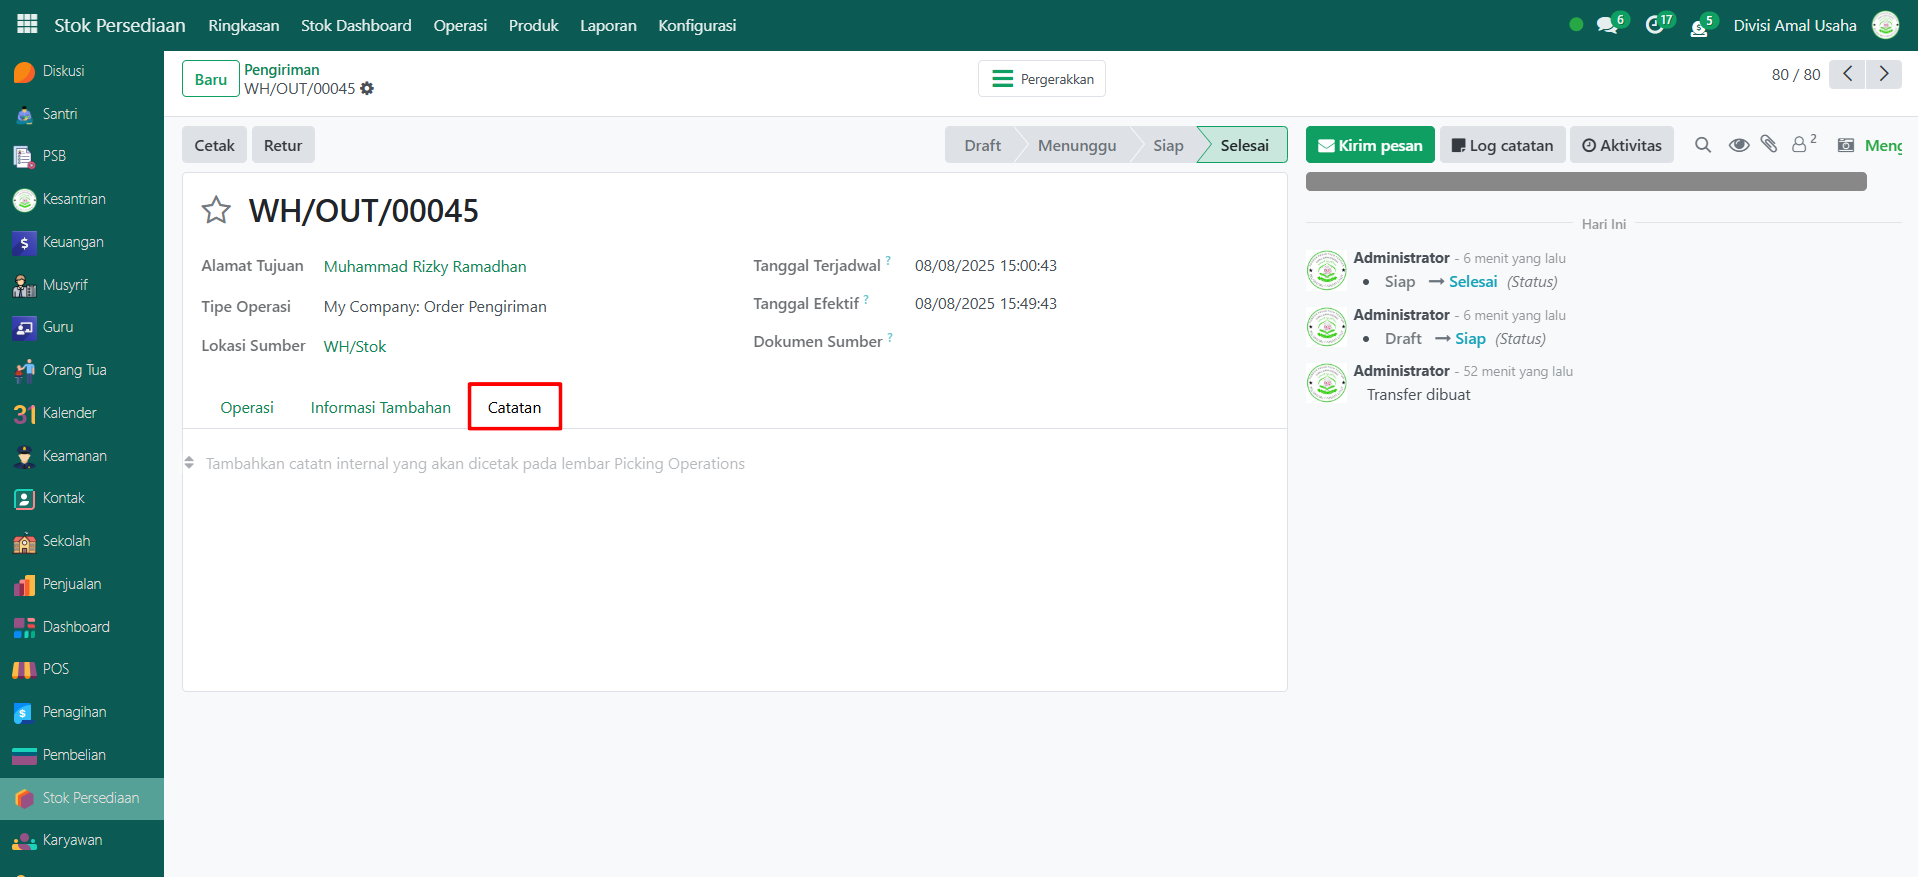 Stok Persediaan Ringkasan Stok Dashboard Operasi Produk Laporan Konfigurasi 6 17 5 Divisi Amal Usaha
Diskusi
Santri
PSB
Kesantrian
Keuangan
Musyrif
Guru
Orang Tua
31 Kalender
Keamanan
Kontak
Sekolah
Penjualan
Dashboard
POS
Penagihan
Pembelian
Stok Persediaan
Karyawan
Baru
Pengiriman
WH/OUT/00045
Pergerakkan
80 / 80
Cetak Retur
Draft Menunggu Siap Selesai
Kirim pesan Log catatan Aktivitas 2 Meng
WH/OUT/00045
Alamat Tujuan Muhammad Rizky Ramadhan
Tipe Operasi My Company: Order Pengiriman
Lokasi Sumber WH/Stok
Tanggal Terjadwal ? 08/08/2025 15:00:43
Tanggal Efektif ? 08/08/2025 15:49:43
Dokumen Sumber ?
Operasi Informasi Tambahan Catatan
Tambahkan catatn internal yang akan dicetak pada lembar Picking Operations
Hari Ini
Administrator - 6 menit yang lalu
• Siap → Selesai (Status)
Administrator - 6 menit yang lalu
• Draft → Siap (Status)
Administrator - 52 menit yang lalu
Transfer dibuat